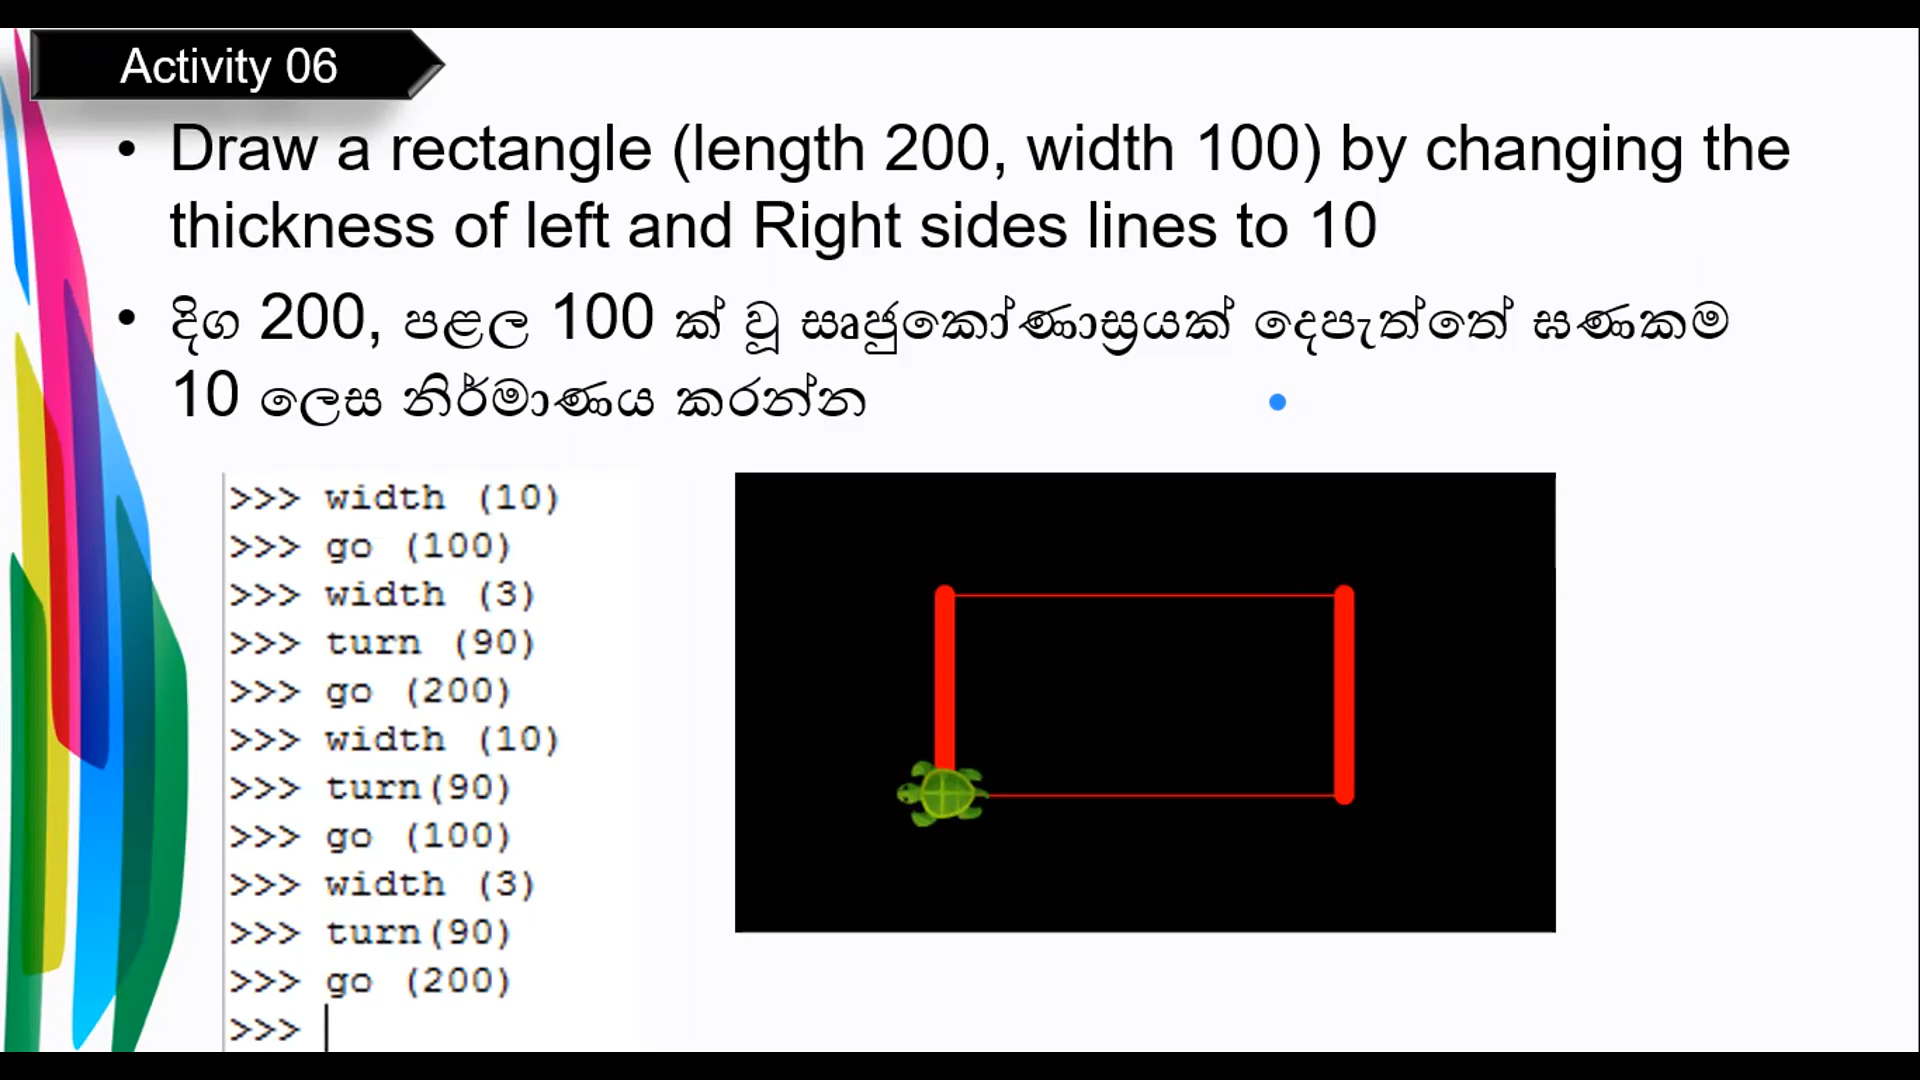 Activity 06
• Draw a rectangle (length 200, width 100) by changing the
thickness of left and Right sides lines to 10
• දිග 200, පළල 100 ක් වූ සෘජුකෝණාස්‍රයක් දෙපැත්තේ ඝණකම
10 ලෙස නිර්මාණය කරන්න
>>> width (10)
>>> go (100)
>>> width (3)
>>> turn (90)
>>> go (200)
>>> width (10)
>>> turn(90)
>>> go (100)
>>> width (3)
>>> turn(90)
>>> go (200)
>>>